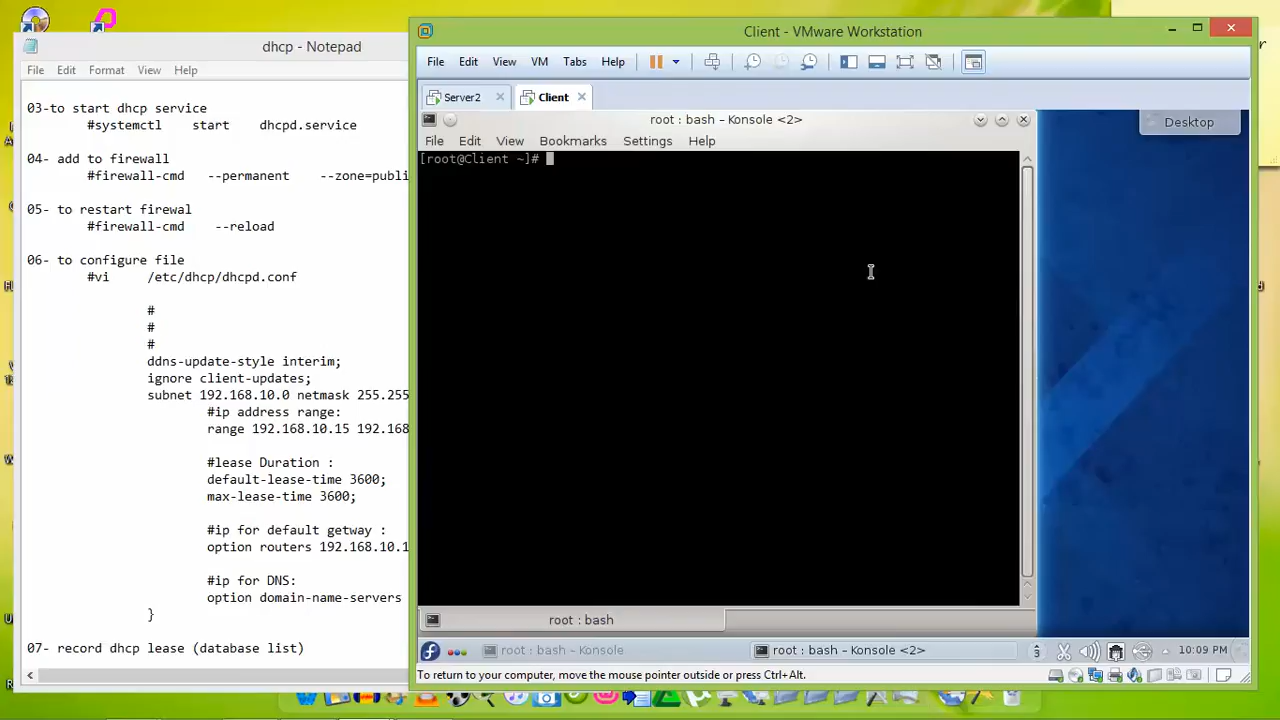 dhcp - Notepad
File Edit Format View Help
03-to start dhcp service
#systemctl start dhcpd.service
04- add to firewall
#firewall-cmd --permanent --zone=publi
05- to restart firewal
#firewall-cmd --reload
06- to configure file
#vi /etc/dhcp/dhcpd.conf
#
#
#
ddns-update-style interim;
ignore client-updates;
subnet 192.168.10.0 netmask 255.255
#ip address range:
range 192.168.10.15 192.168
#lease Duration :
default-lease-time 3600;
max-lease-time 3600;
#ip for default getway :
option routers 192.168.10.1
#ip for DNS:
option domain-name-servers
}
07- record dhcp lease (database list)
Client - VMware Workstation
File Edit View VM Tabs Help
Server2 Client
root : bash – Konsole <2>
Desktop
File Edit View Bookmarks Settings Help
[root@Client ~]#
root : bash
root : bash – Konsole
root : bash – Konsole <2>
10:09 PM
To return to your computer, move the mouse pointer outside or press Ctrl+Alt.